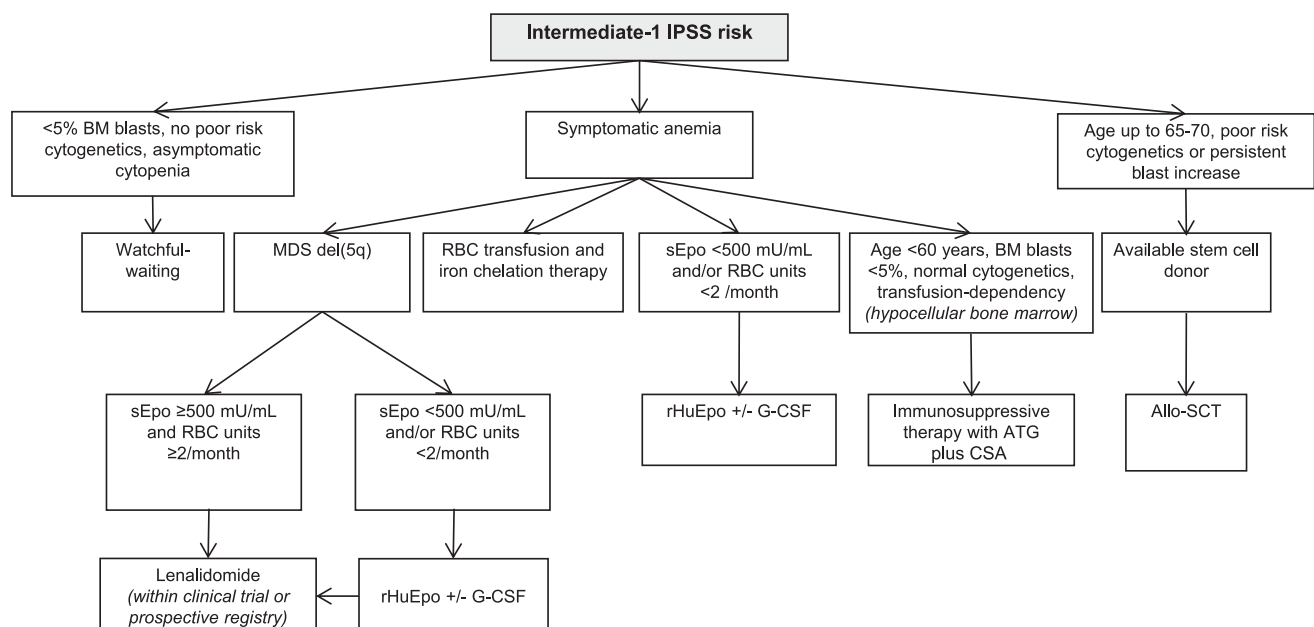 Intermediate-1 IPSS risk
<5% BM blasts, no poor risk
cytogenetics, asymptomatic
cytopenia
Symptomatic anemia
Age up to 65-70, poor risk
cytogenetics or persistent
blast increase
Watchful-
waiting
MDS del(5q)
RBC transfusion and
iron chelation therapy
sEpo <500 mU/mL
and/or RBC units
<2 /month
Age <60 years, BM blasts
<5%, normal cytogenetics,
transfusion-dependency
(hypocellular bone marrow)
Available stem cell
donor
sEpo ≥500 mU/mL
and RBC units
≥2/month
sEpo <500 mU/mL
and/or RBC units
<2/month
rHuEpo +/- G-CSF
Immunosuppressive
therapy with ATG
plus CSA
Allo-SCT
Lenalidomide
(within clinical trial or
prospective registry)
rHuEpo +/- G-CSF